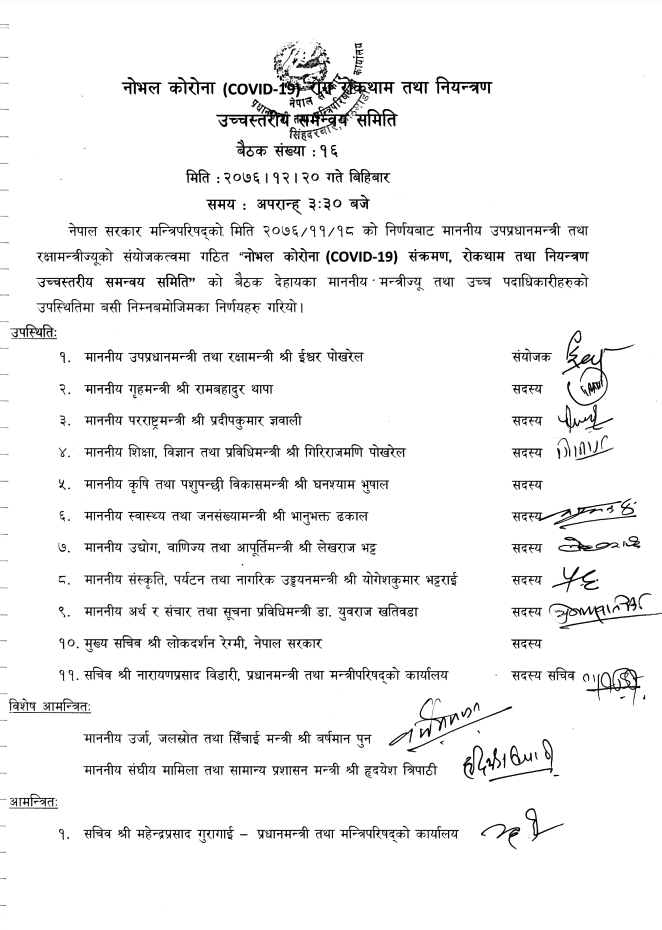 नोभल कोरोना (COVID-19) रोग रोकथाम तथा नियन्त्रण
उच्चस्तरीय समन्वय समिति
बैठक संख्या : १६
मिति : २०७६।१२।२० गते बिहिबार
समय : अपरान्ह् ३:३० बजे
नेपाल सरकार मन्त्रिपरिषद्को मिति २०७६/११/१८ को निर्णयबाट माननीय उपप्रधानमन्त्री तथा
रक्षामन्त्रीज्यूको संयोजकत्वमा गठित "नोभल कोरोना (COVID-19) संक्रमण, रोकथाम तथा नियन्त्रण
उच्चस्तरीय समन्वय समिति" को बैठक देहायका माननीय मन्त्रीज्यू तथा उच्च पदाधिकारीहरुको
उपस्थितिमा बसी निम्नबमोजिमका निर्णयहरु गरियो।
उपस्थितिः
१. माननीय उपप्रधानमन्त्री तथा रक्षामन्त्री श्री ईश्वर पोखरेल संयोजक
२. माननीय गृहमन्त्री श्री रामबहादुर थापा सदस्य
३. माननीय परराष्ट्रमन्त्री श्री प्रदीपकुमार ज्ञवाली सदस्य
४. माननीय शिक्षा, विज्ञान तथा प्रविधिमन्त्री श्री गिरिराजमणि पोखरेल सदस्य
५. माननीय कृषि तथा पशुपन्छी विकासमन्त्री श्री घनश्याम भुषाल सदस्य
६. माननीय स्वास्थ्य तथा जनसंख्यामन्त्री श्री भानुभक्त ढकाल सदस्य
७. माननीय उद्योग, वाणिज्य तथा आपूर्तिमन्त्री श्री लेखराज भट्ट सदस्य
८. माननीय संस्कृति, पर्यटन तथा नागरिक उड्डयनमन्त्री श्री योगेशकुमार भट्टराई सदस्य
९. माननीय अर्थ र संचार तथा सूचना प्रविधिमन्त्री डा. युवराज खतिवडा सदस्य
१०. मुख्य सचिव श्री लोकदर्शन रेग्मी, नेपाल सरकार सदस्य
११. सचिव श्री नारायणप्रसाद विडारी, प्रधानमन्त्री तथा मन्त्रीपरिषद्को कार्यालय सदस्य सचिव
विशेष आमन्त्रितः
माननीय उर्जा, जलस्रोत तथा सिँचाई मन्त्री श्री बर्षमान पुन
माननीय संघीय मामिला तथा सामान्य प्रशासन मन्त्री श्री हृदयेश त्रिपाठी
आमन्त्रितः
१. सचिव श्री महेन्द्रप्रसाद गुरागाई – प्रधानमन्त्री तथा मन्त्रिपरिषद्को कार्यालय